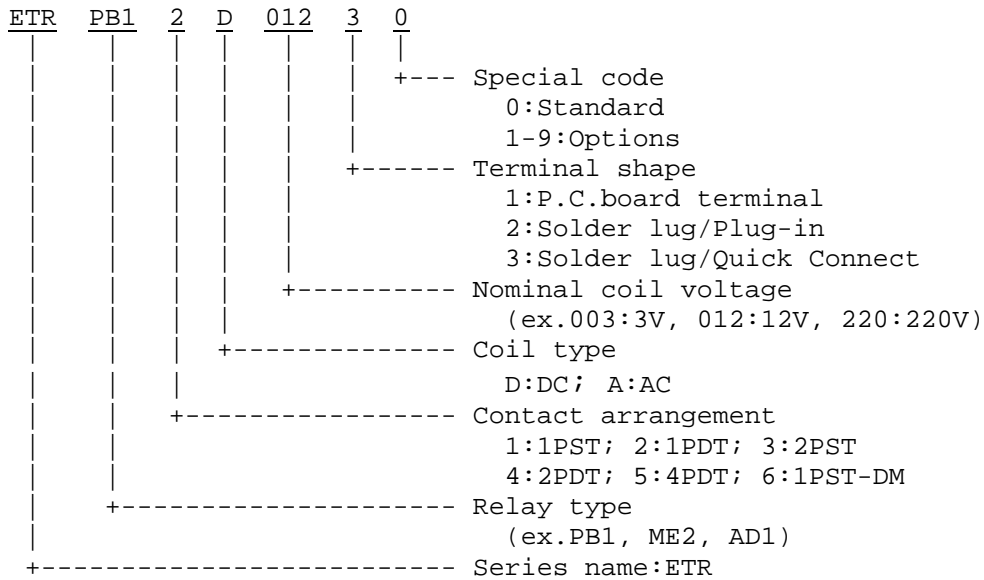 ETR PB1 2 D 012 3 0
Special code
0:Standard
1-9:Options
Terminal shape
1:P.C.board terminal
2:Solder lug/Plug-in
3:Solder lug/Quick Connect
Nominal coil voltage
(ex.003:3V, 012:12V, 220:220V)
Coil type
D:DC; A:AC
Contact arrangement
1:1PST; 2:1PDT; 3:2PST
4:2PDT; 5:4PDT; 6:1PST-DM
Relay type
(ex.PB1, ME2, AD1)
Series name:ETR